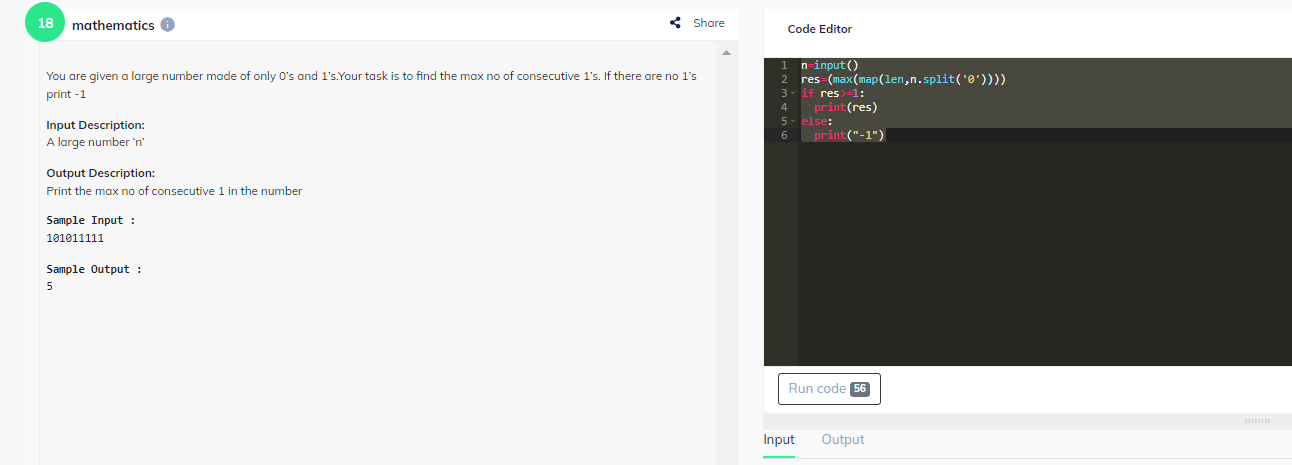 18
mathematics i
Share
You are given a large number made of only 0's and 1's.Your task is to find the max no of consecutive 1's. If there are no 1's
print -1
Input Description:
A large number ‘n’
Output Description:
Print the max no of consecutive 1 in the number
Sample Input :
101011111
Sample Output :
5
Code Editor
1 n=input()
2 res=(max(map(len,n.split('0'))))
3 if res>=1:
4 print(res)
5 else:
6 print("-1")
Run code 56
Input Output